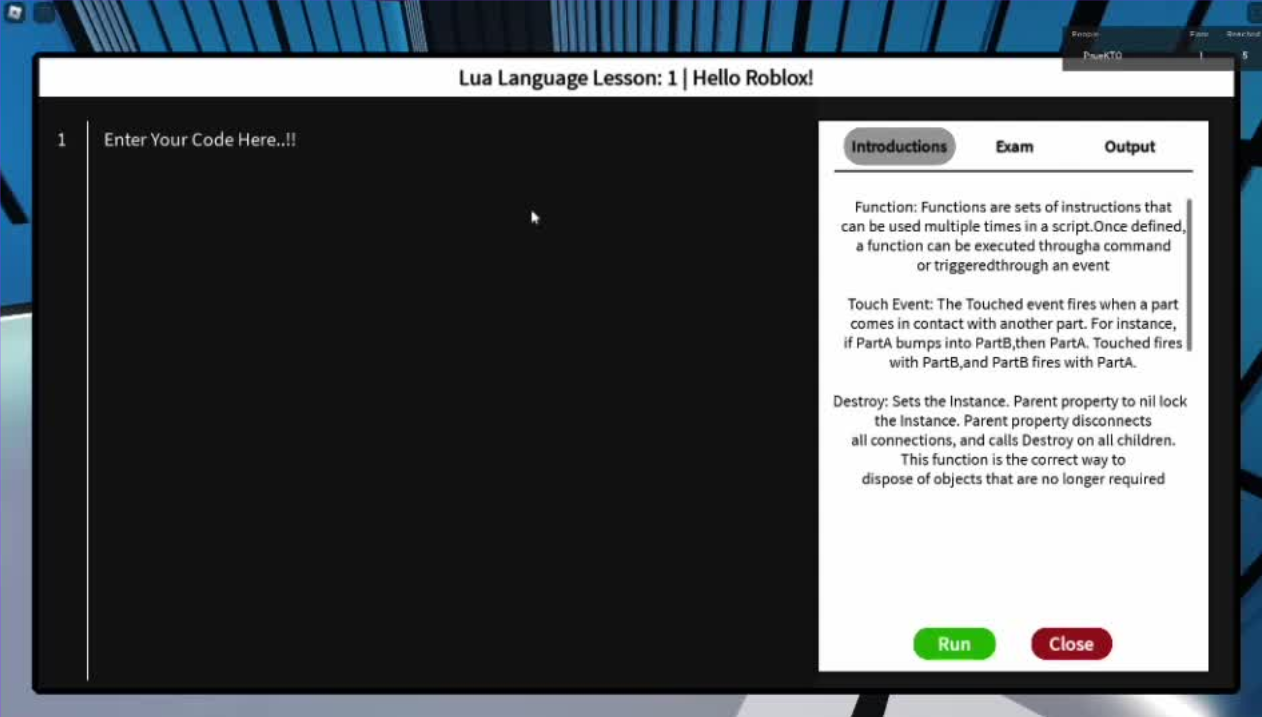 Lua Language Lesson: 1 | Hello Roblox!
People
Reached
PrueKTO
1
5
1
Enter Your Code Here..!!
Introductions
Exam
Output
Function: Functions are sets of instructions that
can be used multiple times in a script.Once defined,
a function can be executed througha command
or triggeredthrough an event
Touch Event: The Touched event fires when a part
comes in contact with another part. For instance,
if PartA bumps into PartB,then PartA. Touched fires
with PartB,and PartB fires with PartA.
Destroy: Sets the Instance. Parent property to nil lock
the Instance. Parent property disconnects
all connections, and calls Destroy on all children.
This function is the correct way to
dispose of objects that are no longer required
Run
Close